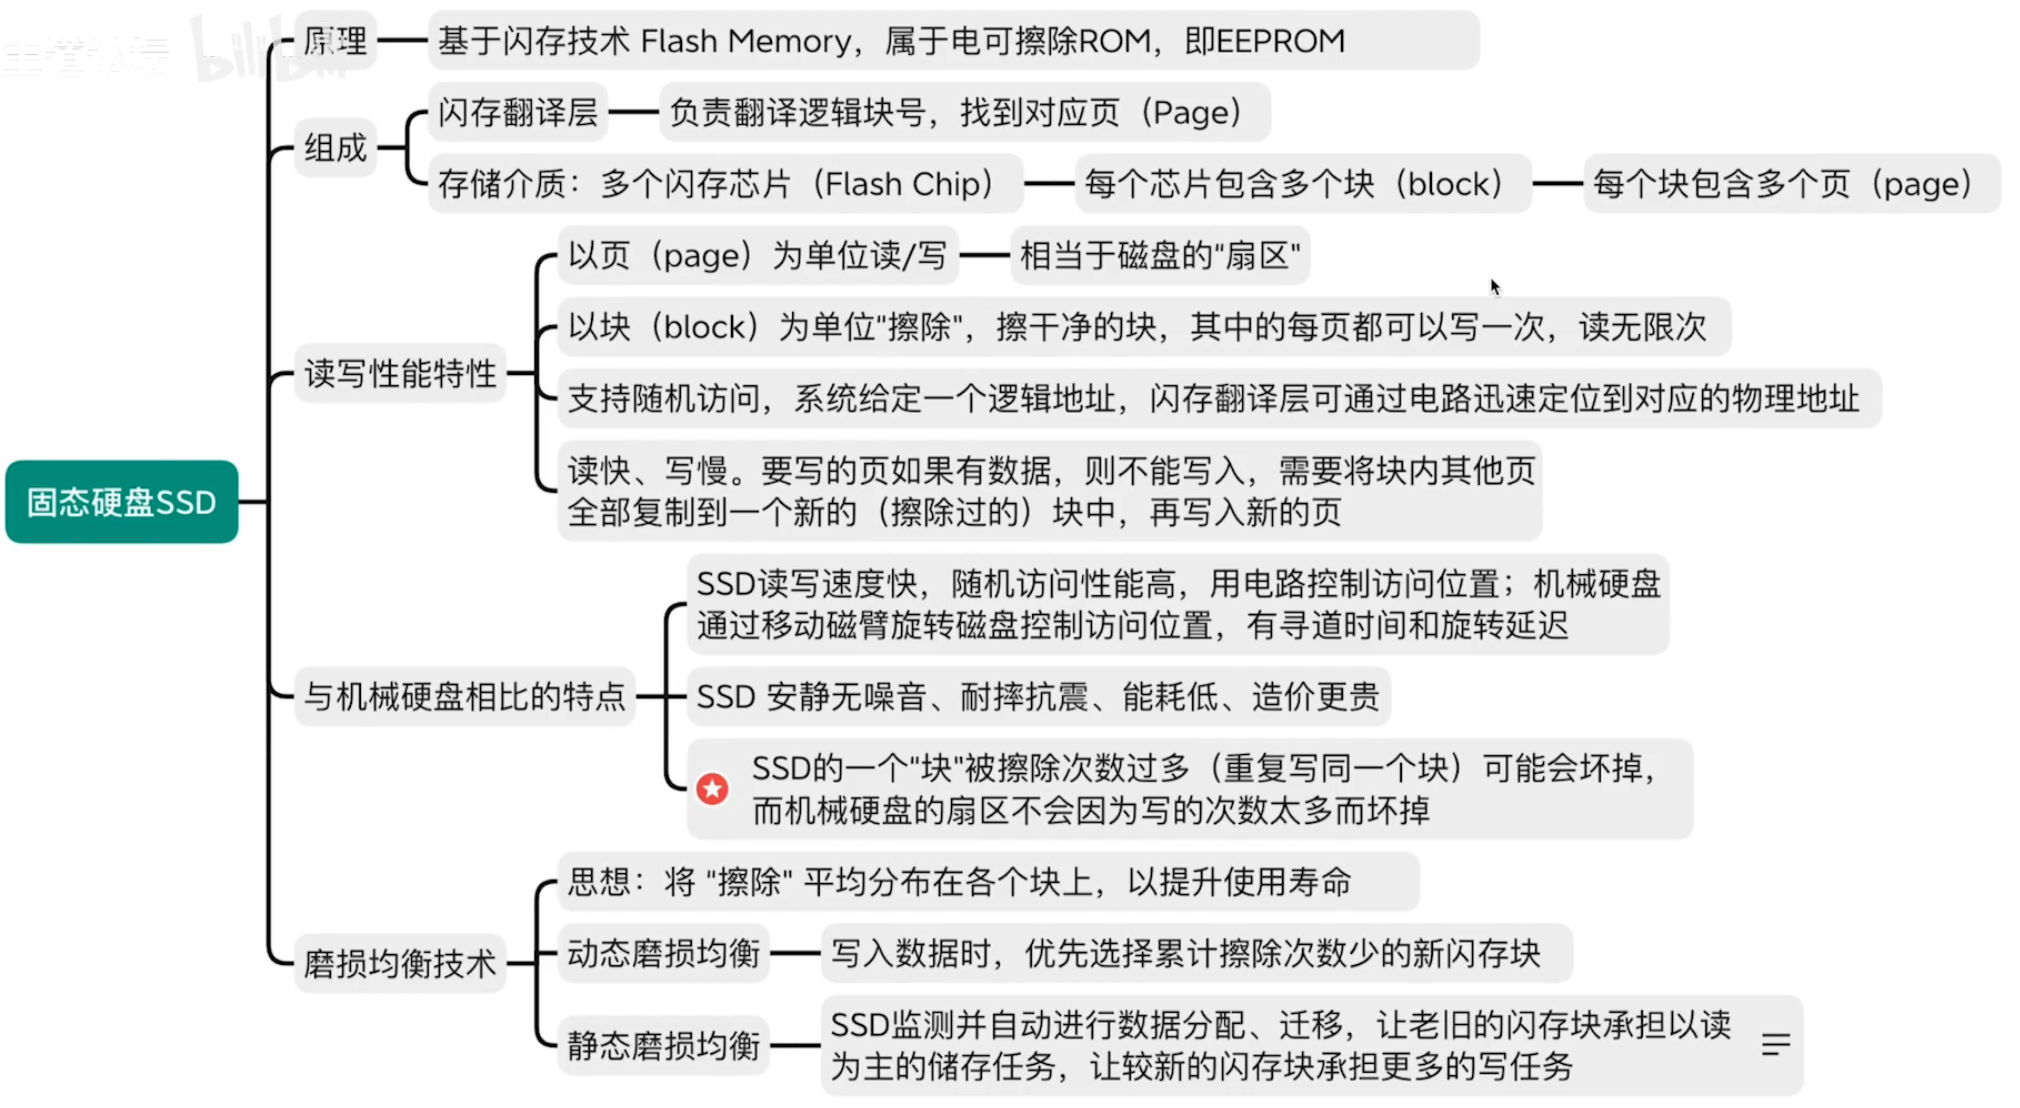 王道论坛
bilibili
原理
基于闪存技术 Flash Memory，属于电可擦除ROM，即EEPROM
组成
闪存翻译层
负责翻译逻辑块号，找到对应页（Page）
存储介质：多个闪存芯片（Flash Chip）
每个芯片包含多个块（block）
每个块包含多个页（page）
固态硬盘SSD
读写性能特性
以页（page）为单位读/写
相当于磁盘的"扇区"
以块（block）为单位"擦除"，擦干净的块，其中的每页都可以写一次，读无限次
支持随机访问，系统给定一个逻辑地址，闪存翻译层可通过电路迅速定位到对应的物理地址
读快、写慢。要写的页如果有数据，则不能写入，需要将块内其他页
全部复制到一个新的（擦除过的）块中，再写入新的页
与机械硬盘相比的特点
SSD读写速度快，随机访问性能高，用电路控制访问位置；机械硬盘
通过移动磁臂旋转磁盘控制访问位置，有寻道时间和旋转延迟
SSD 安静无噪音、耐摔抗震、能耗低、造价更贵
SSD的一个"块"被擦除次数过多（重复写同一个块）可能会坏掉，
而机械硬盘的扇区不会因为写的次数太多而坏掉
磨损均衡技术
思想：将 "擦除" 平均分布在各个块上，以提升使用寿命
动态磨损均衡
写入数据时，优先选择累计擦除次数少的新闪存块
静态磨损均衡
SSD监测并自动进行数据分配、迁移，让老旧的闪存块承担以读
为主的储存任务，让较新的闪存块承担更多的写任务